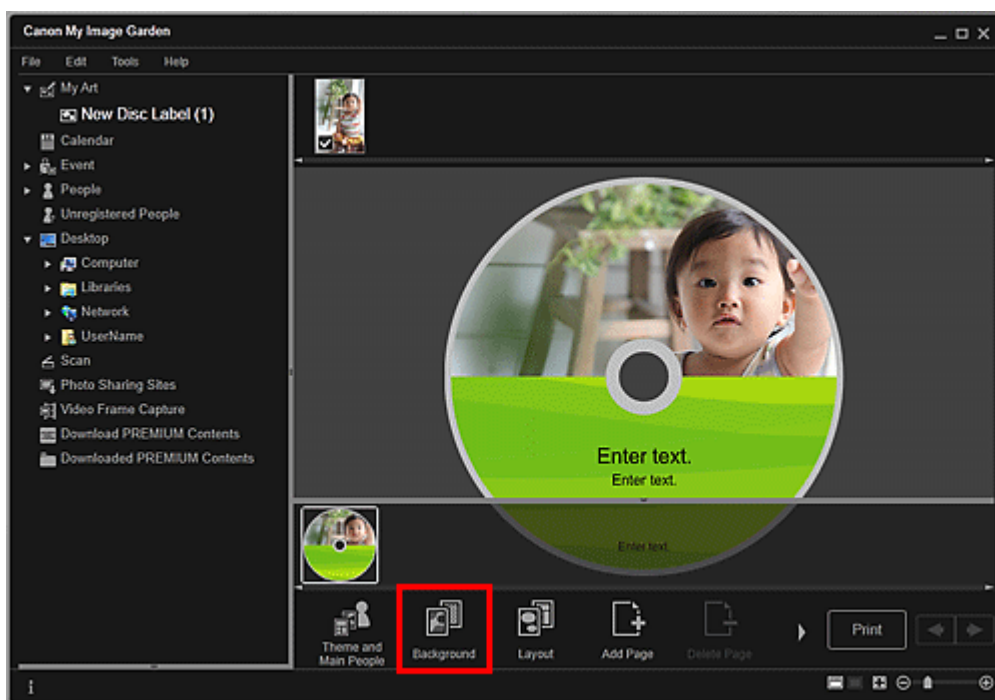 Canon My Image Garden
File Edit Tools Help
My Art
New Disc Label (1)
Calendar
Event
People
Unregistered People
Desktop
Computer
Libraries
Network
UserName
Scan
Photo Sharing Sites
Video Frame Capture
Download PREMIUM Contents
Downloaded PREMIUM Contents
Enter text.
Enter text.
Enter text.
Theme and
Main People
Background
Layout
Add Page
Delete Page
Print